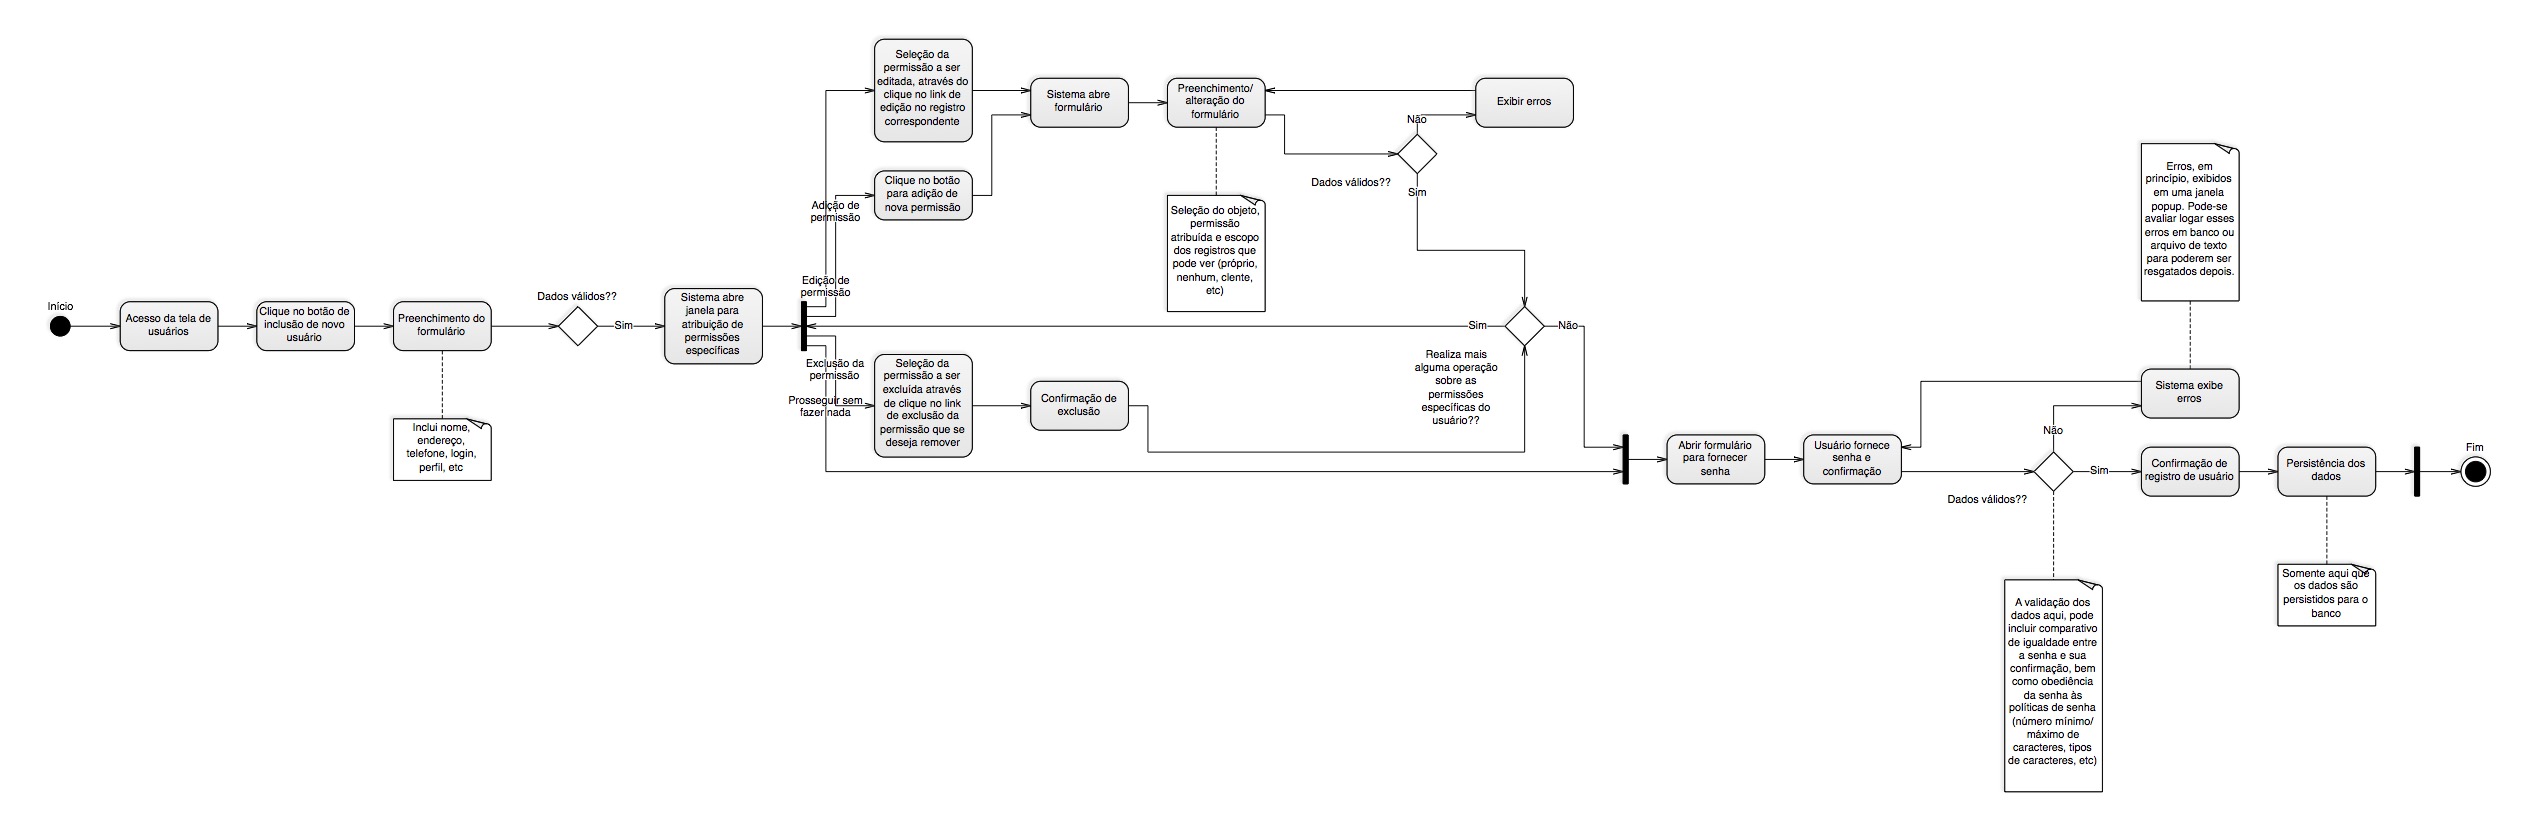 Início
Acesso da tela de
usuários
Clique no botão de
inclusão de novo
usuário
Preenchimento do
formulário
Inclui nome,
endereço,
telefone, login,
perfil, etc
Dados válidos??
Sim
Sistema abre
janela para
atribuição de
permissões
específicas
Edição de
permissão
Adição de
permissão
Exclusão da
permissão
Prosseguir sem
fazer nada
Seleção da
permissão a ser
editada, através do
clique no link de
edição no registro
correspondente
Clique no botão
para adição de
nova permissão
Sistema abre
formulário
Preenchimento/
alteração do
formulário
Seleção do objeto,
permissão
atribuída e escopo
dos registros que
pode ver (próprio,
nenhum, clente,
etc)
Dados válidos??
Não
Sim
Exibir erros
Seleção da
permissão a ser
excluída através
de clique no link
de exclusão da
permissão que se
deseja remover
Confirmação de
exclusão
Sim
Não
Realiza mais
alguma operação
sobre as
permissões
específicas do
usuário??
Abrir formulário
para fornecer
senha
Usuário fornece
senha e
confirmação
Dados válidos??
Não
Sim
A validação dos
dados aqui, pode
incluir comparativo
de igualdade entre
a senha e sua
confirmação, bem
como obediência
da senha às
políticas de senha
(número mínimo/
máximo de
caracteres, tipos
de caracteres, etc)
Erros, em
princípio, exibidos
em uma janela
popup. Pode-se
avaliar logar esses
erros em banco ou
arquivo de texto
para poderem ser
resgatados depois.
Sistema exibe
erros
Confirmação de
registro de usuário
Persistência dos
dados
Somente aqui que
os dados são
persistidos para o
banco
Fim